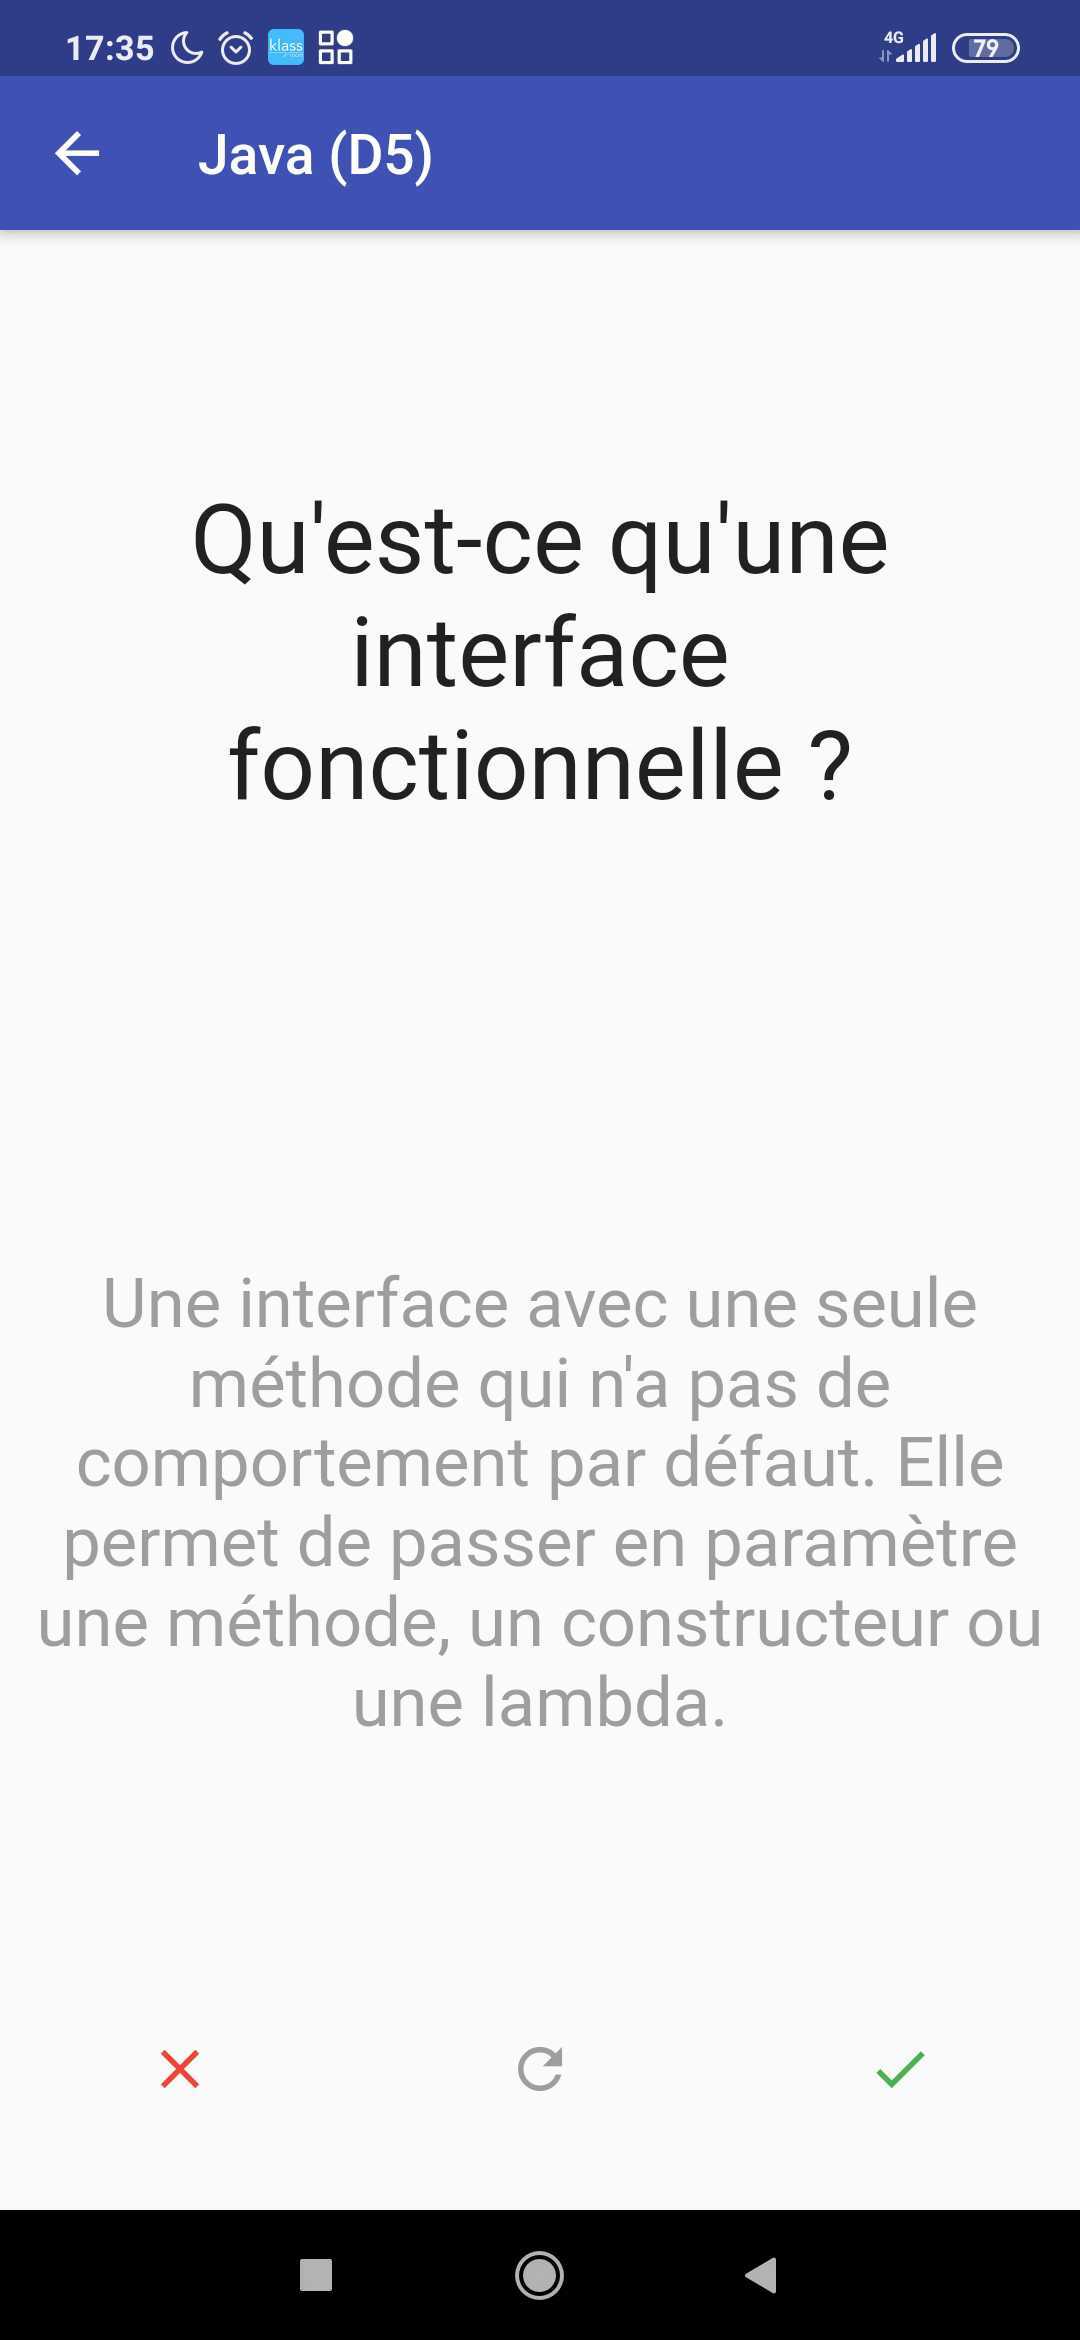 17:35 klass 4G 79
Java (D5)
Qu'est-ce qu'une
interface
fonctionnelle ?
Une interface avec une seule
méthode qui n'a pas de
comportement par défaut. Elle
permet de passer en paramètre
une méthode, un constructeur ou
une lambda.